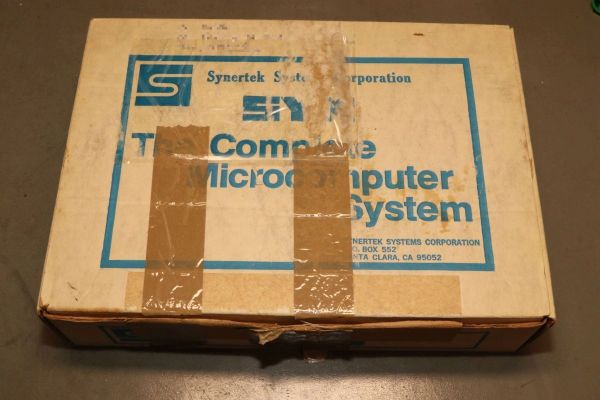 Synertek Systems Corporation
The Complete
Microcomputer
System
SYNERTEK SYSTEMS CORPORATION
P.O. BOX 552
SANTA CLARA, CA 95052